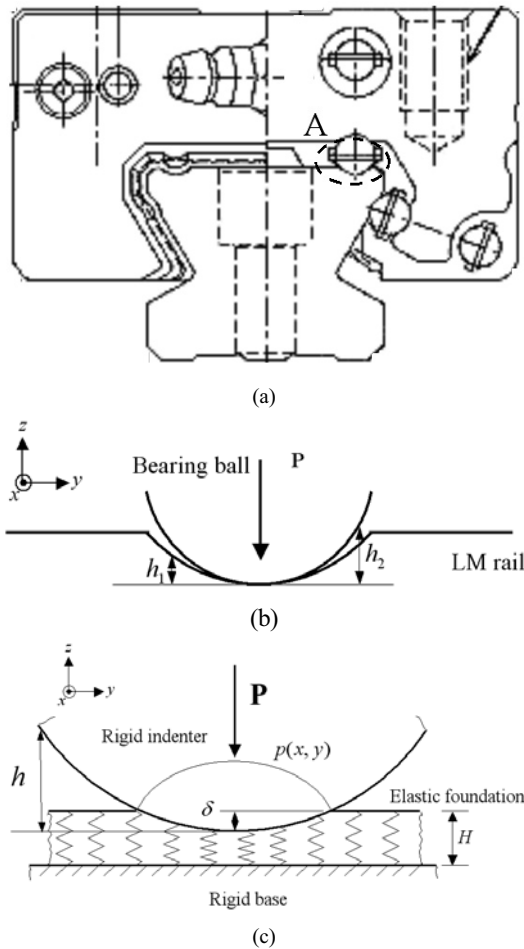 A
(a)
z
x
y
Bearing ball
P
h₁
h₂
LM rail
(b)
z
x
y
P
Rigid indenter
p(x, y)
h
δ
Elastic foundation
H
Rigid base
(c)